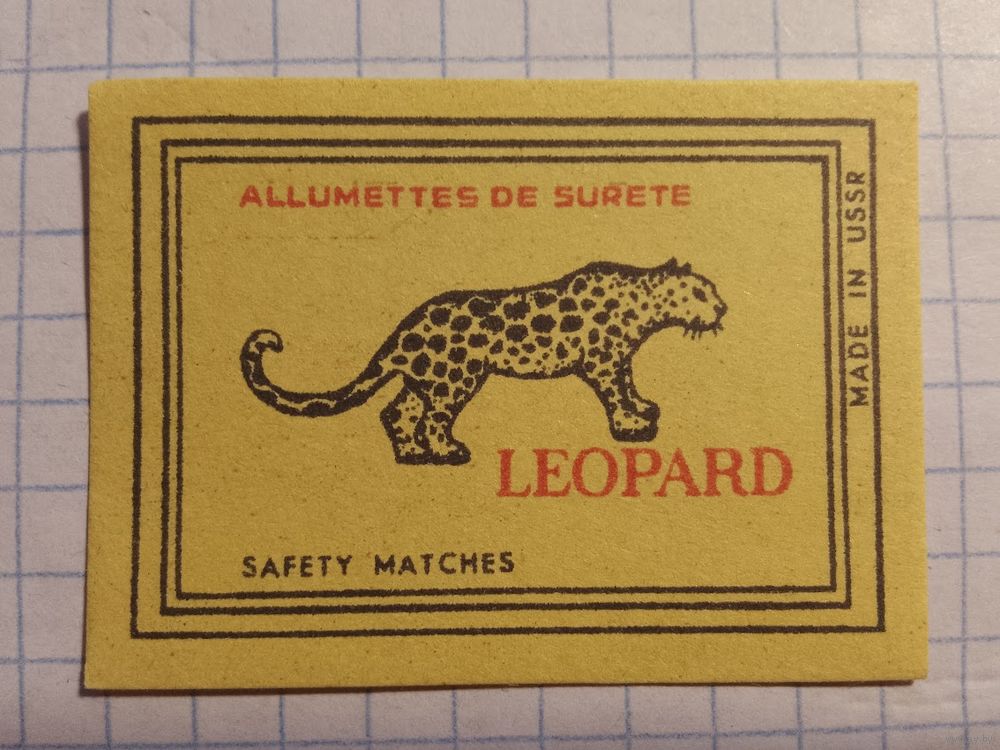 ALLUMETTES DE SURETE
LEOPARD
SAFETY MATCHES
MADE IN USSR